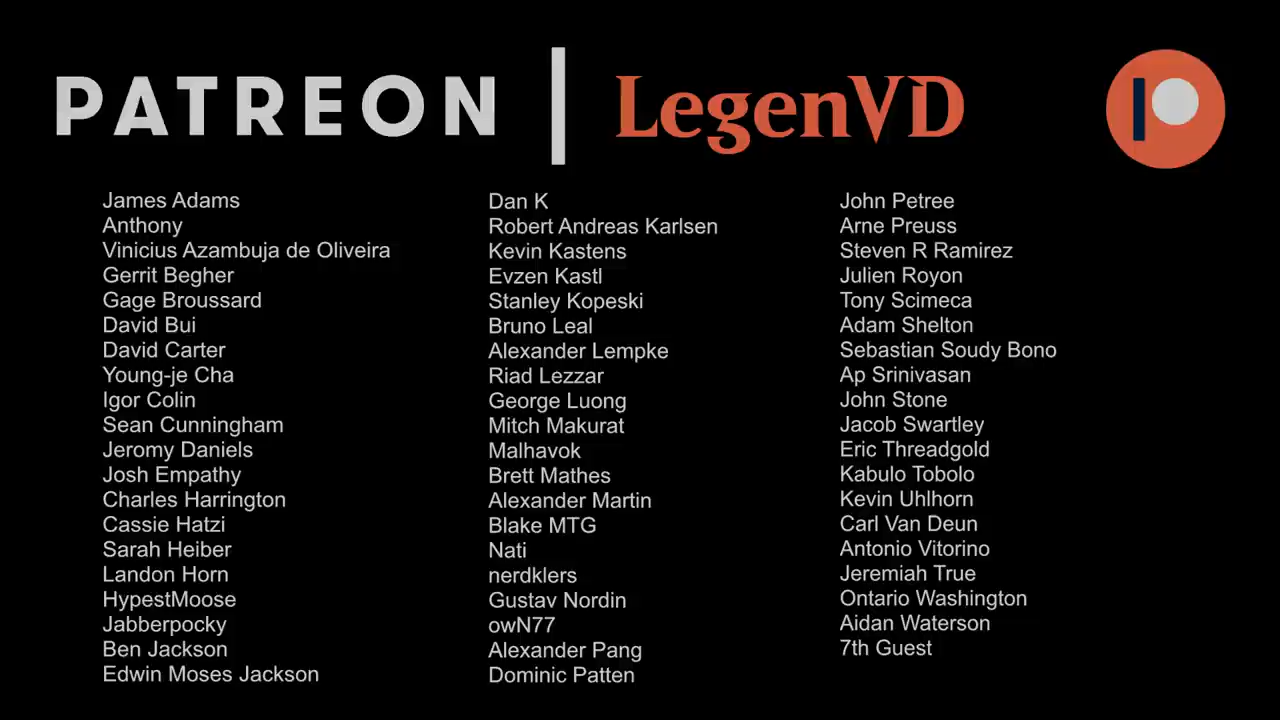 PATREON | LegenVD
James Adams
Anthony
Vinicius Azambuja de Oliveira
Gerrit Begher
Gage Broussard
David Bui
David Carter
Young-je Cha
Igor Colin
Sean Cunningham
Jeromy Daniels
Josh Empathy
Charles Harrington
Cassie Hatzi
Sarah Heiber
Landon Horn
HypestMoose
Jabberpocky
Ben Jackson
Edwin Moses Jackson
Dan K
Robert Andreas Karlsen
Kevin Kastens
Evzen Kastl
Stanley Kopeski
Bruno Leal
Alexander Lempke
Riad Lezzar
George Luong
Mitch Makurat
Malhavok
Brett Mathes
Alexander Martin
Blake MTG
Nati
nerdklers
Gustav Nordin
owN77
Alexander Pang
Dominic Patten
John Petree
Arne Preuss
Steven R Ramirez
Julien Royon
Tony Scimeca
Adam Shelton
Sebastian Soudy Bono
Ap Srinivasan
John Stone
Jacob Swartley
Eric Threadgold
Kabulo Tobolo
Kevin Uhlhorn
Carl Van Deun
Antonio Vitorino
Jeremiah True
Ontario Washington
Aidan Waterson
7th Guest